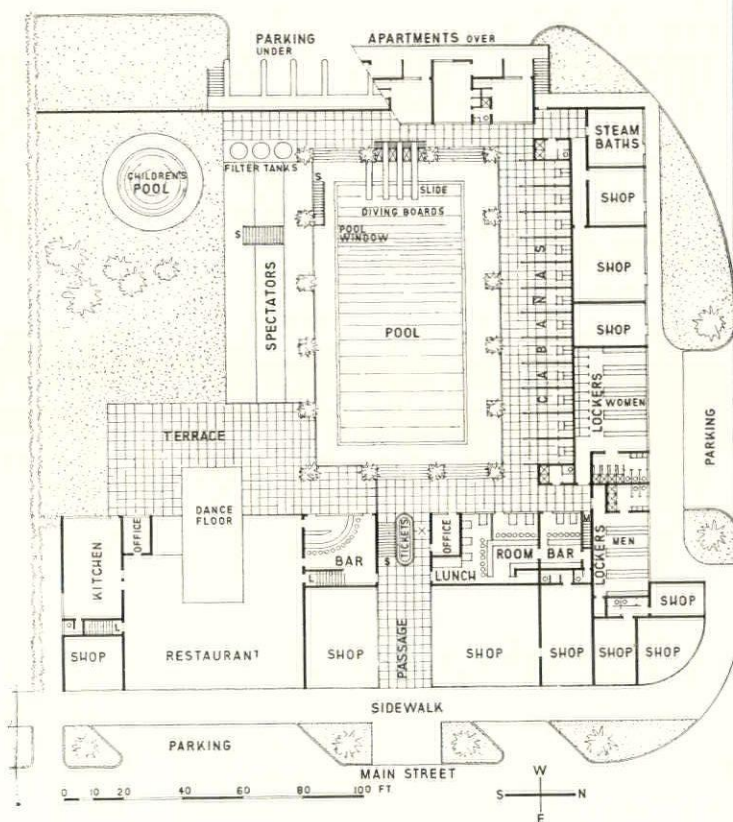 PARKING
UNDER
APARTMENTS OVER
STEAM
BATHS
CHILDREN'S
POOL
FILTER TANKS
S
SLIDE
DIVING BOARDS
SHOP
POOL
WINDOW
S
SPECTATORS
SHOP
POOL
CABANAS
SHOP
LOCKERS
WOMEN
PARKING
TERRACE
DANCE
FLOOR
KITCHEN
OFFICE
BAR
L
S
TICKETS
OFFICE
LUNCH
ROOM
BAR
M
LOCKERS
MEN
L
SHOP
SHOP
RESTAURANT
SHOP
PASSAGE
SHOP
SHOP
SHOP
SHOP
SIDEWALK
PARKING
MAIN STREET
0 10 20 40 60 80 100 FT
W
S N
E